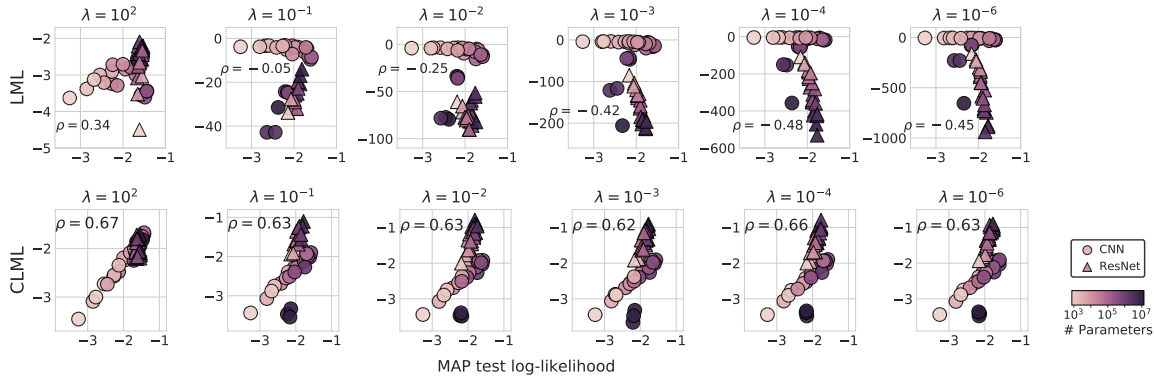 λ = 10²
λ = 10⁻¹
λ = 10⁻²
λ = 10⁻³
λ = 10⁻⁴
λ = 10⁻⁶
LML
−2
−3
−4
−5
ρ = 0.34
−3 −2 −1
0
−20
−40
ρ = −0.05
−3 −2 −1
0
−50
−100
ρ = −0.25
−3 −2 −1
0
−100
−200
ρ = −0.42
−3 −2 −1
0
−200
−400
−600
ρ = −0.48
−3 −2 −1
0
−500
−1000
ρ = −0.45
−3 −2 −1
λ = 10²
λ = 10⁻¹
λ = 10⁻²
λ = 10⁻³
λ = 10⁻⁴
λ = 10⁻⁶
CLML
−2
−3
ρ = 0.67
−3 −2 −1
−1
−2
−3
ρ = 0.63
−3 −2 −1
−1
−2
−3
ρ = 0.63
−3 −2 −1
−1
−2
−3
ρ = 0.62
−3 −2 −1
−1
−2
−3
ρ = 0.66
−3 −2 −1
−1
−2
−3
ρ = 0.63
−3 −2 −1
CNN
ResNet
10³ 10⁵ 10⁷
# Parameters
MAP test log-likelihood